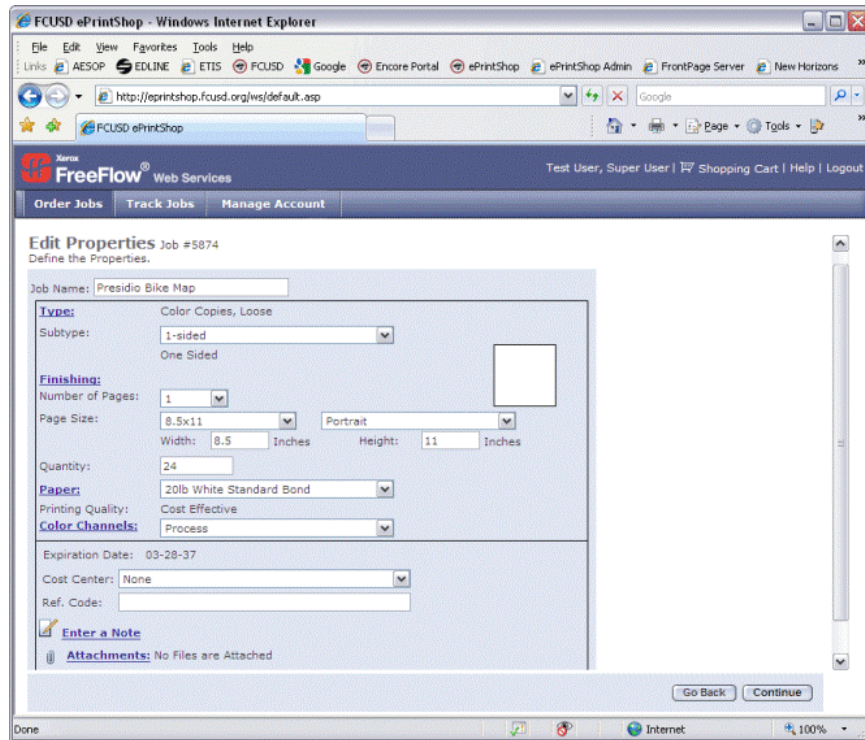 FCUSD ePrintShop - Windows Internet Explorer
File Edit View Favorites Tools Help
Links AESOP EDLINE ETIS FCUSD Google Encore Portal ePrintShop ePrintShop Admin FrontPage Server New Horizons »
http://eprintshop.fcusd.org/ws/default.asp Google
FCUSD ePrintShop Page Tools »
Xerox
FreeFlow® Web Services
Test User, Super User | Shopping Cart | Help | Logout
Order Jobs Track Jobs Manage Account
Edit Properties Job #5874
Define the Properties.
Job Name: Presidio Bike Map
Type: Color Copies, Loose
Subtype: 1-sided
One Sided
Finishing:
Number of Pages: 1
Page Size: 8.5x11 Portrait
Width: 8.5 Inches Height: 11 Inches
Quantity: 24
Paper: 20lb White Standard Bond
Printing Quality: Cost Effective
Color Channels: Process
Expiration Date: 03-28-37
Cost Center: None
Ref. Code:
Enter a Note
Attachments: No Files are Attached
Go Back Continue
Done Internet 100%